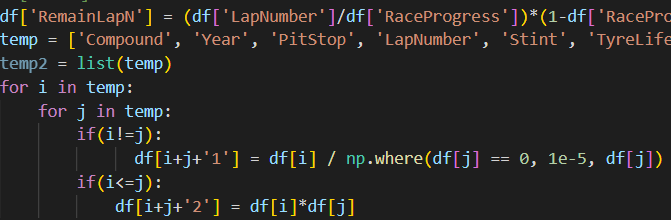 df['RemainLapN'] = (df['LapNumber']/df['RaceProgress'])*(1-df['RacePro
temp = ['Compound', 'Year', 'PitStop', 'LapNumber', 'Stint', 'TyreLife
temp2 = list(temp)
for i in temp:
    for j in temp:
        if(i!=j):
            df[i+j+'1'] = df[i] / np.where(df[j] == 0, 1e-5, df[j])
        if(i<=j):
            df[i+j+'2'] = df[i]*df[j]